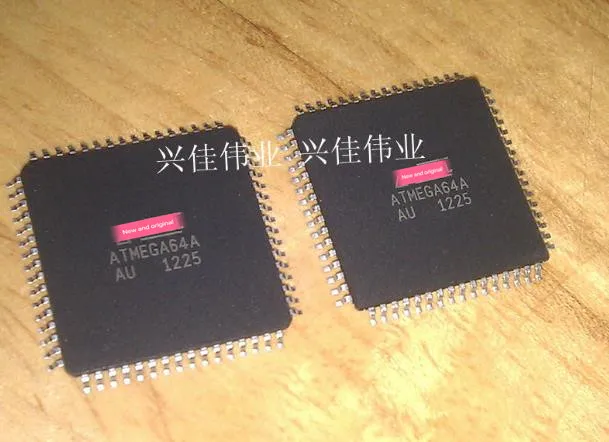 兴佳伟业 兴佳伟业
New and original
ATMEGA64A
AU 1225
New and original
ATMEGA64A
AU 1225